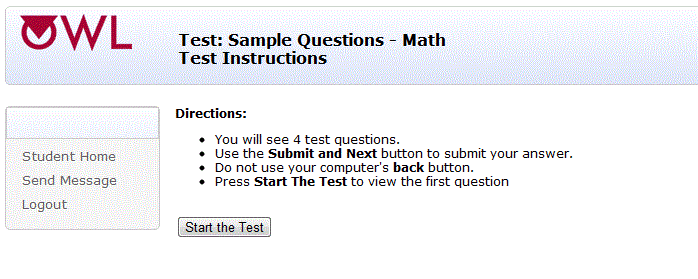 OWL
Test: Sample Questions - Math
Test Instructions
Student Home
Send Message
Logout
Directions:
You will see 4 test questions.
Use the Submit and Next button to submit your answer.
Do not use your computer's back button.
Press Start The Test to view the first question
Start the Test